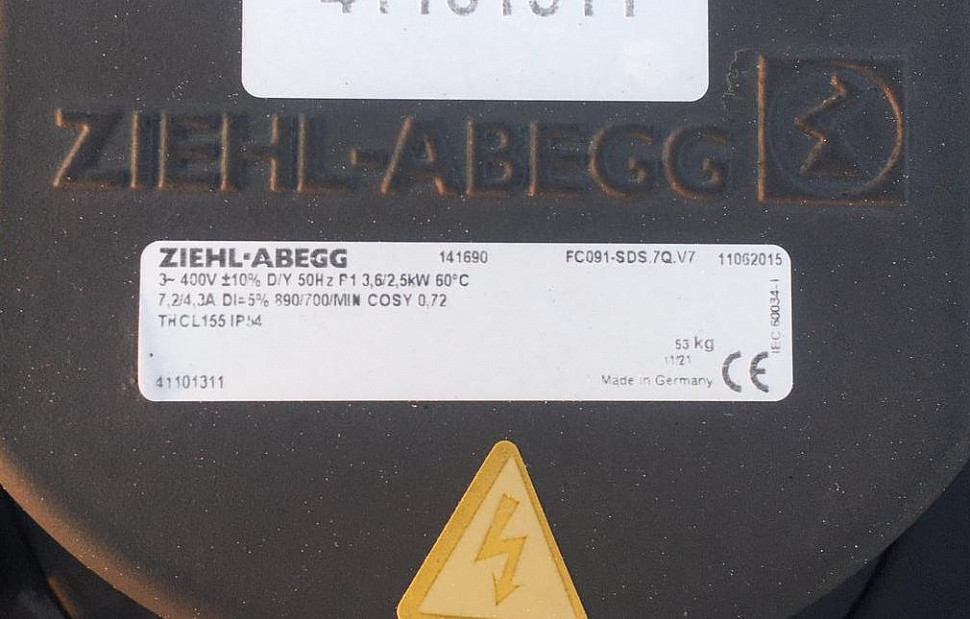 41101311
ZIEHL-ABEGG
ZIEHL-ABEGG 141690 FC091-SDS.7Q.V7 11062015
3~ 400V ±10% D/Y 50Hz P1 3,6/2,5kW 60°C
7,2/4,3A DI=5% 890/700/MIN COSY 0,72
THCL155 IP54
IEC 60034-1
53 kg
11/21
41101311 Made in Germany CE